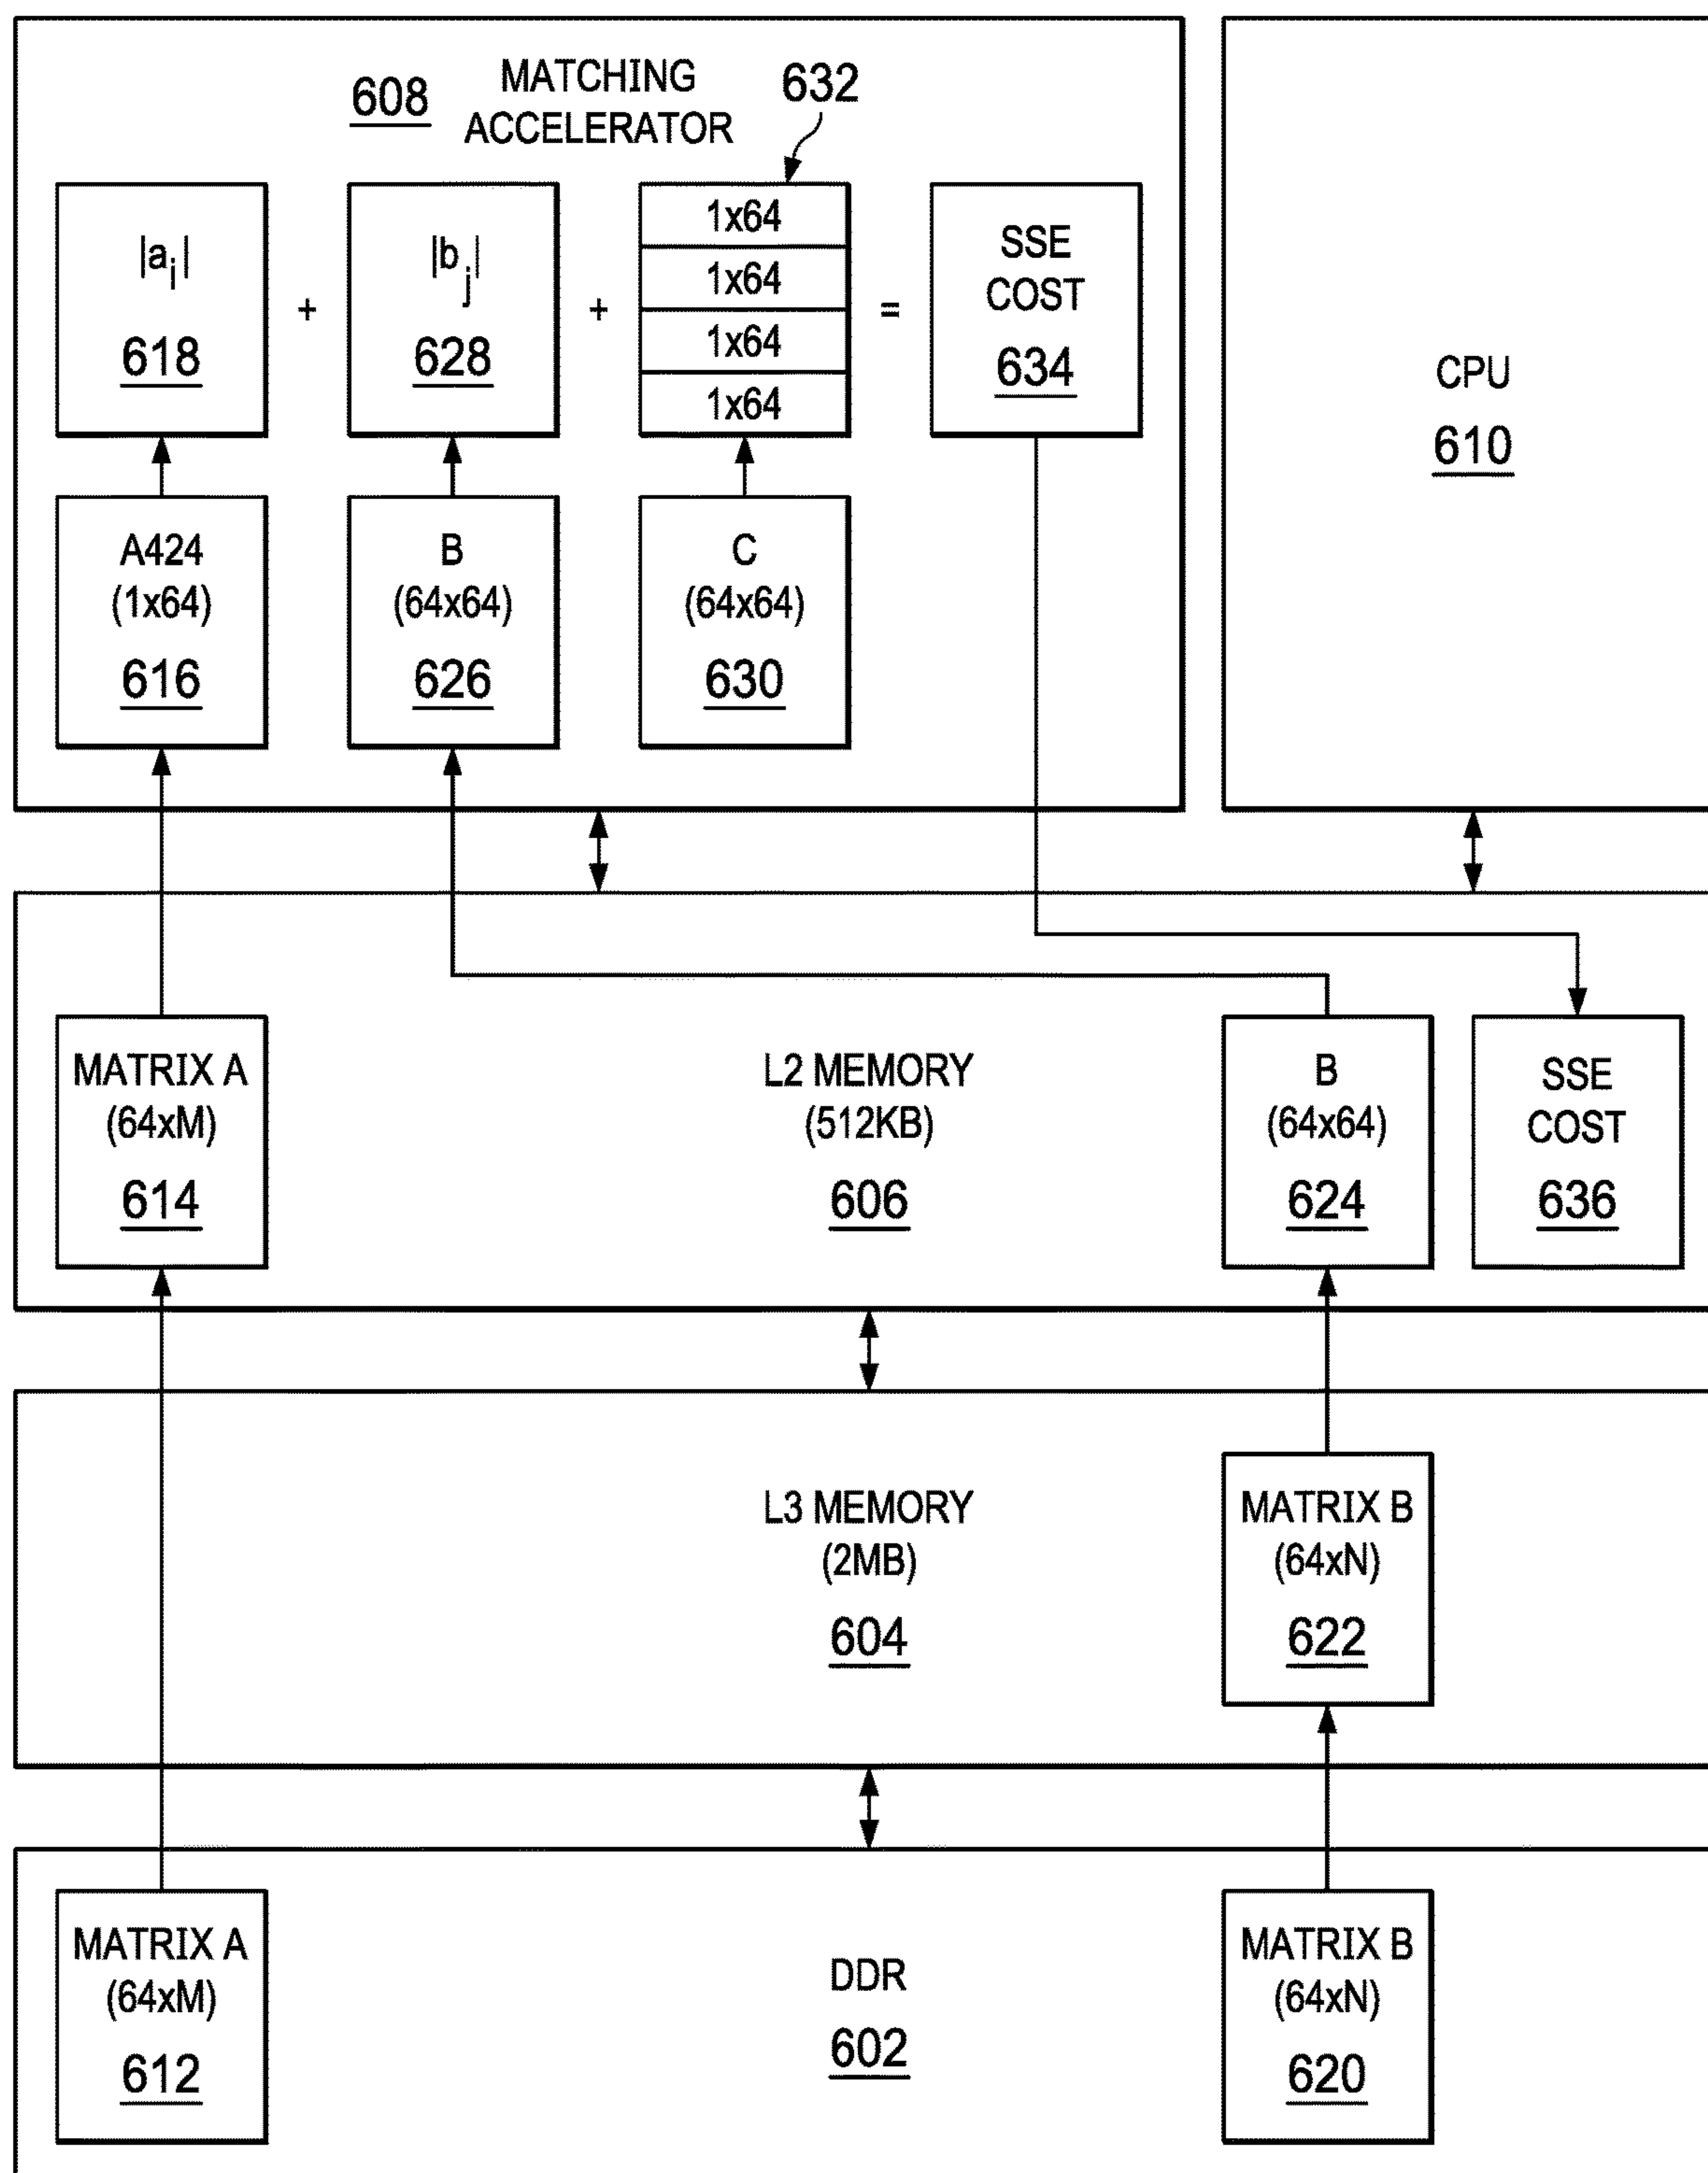 608
MATCHING
ACCELERATOR
632
|a_i|
618
+
|b_j|
628
+
1x64
1x64
1x64
1x64
=
SSE
COST
634
CPU
610
A424
(1x64)
616
B
(64x64)
626
C
(64x64)
630
MATRIX A
(64xM)
614
L2 MEMORY
(512KB)
606
B
(64x64)
624
SSE
COST
636
L3 MEMORY
(2MB)
604
MATRIX B
(64xN)
622
MATRIX A
(64xM)
612
DDR
602
MATRIX B
(64xN)
620